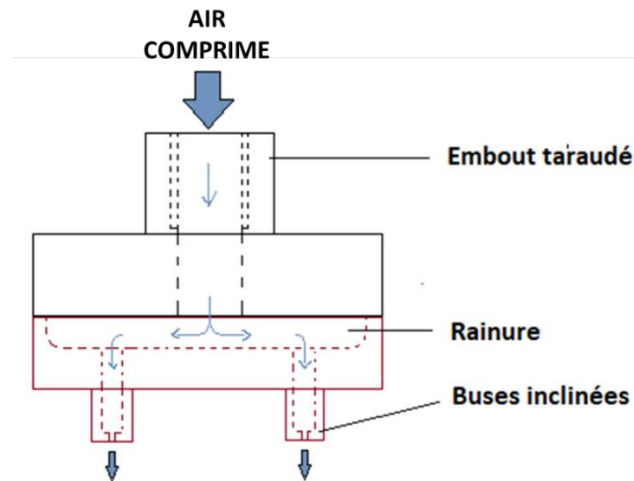 AIR
COMPRIME
Embout taraudé
Rainure
Buses inclinées